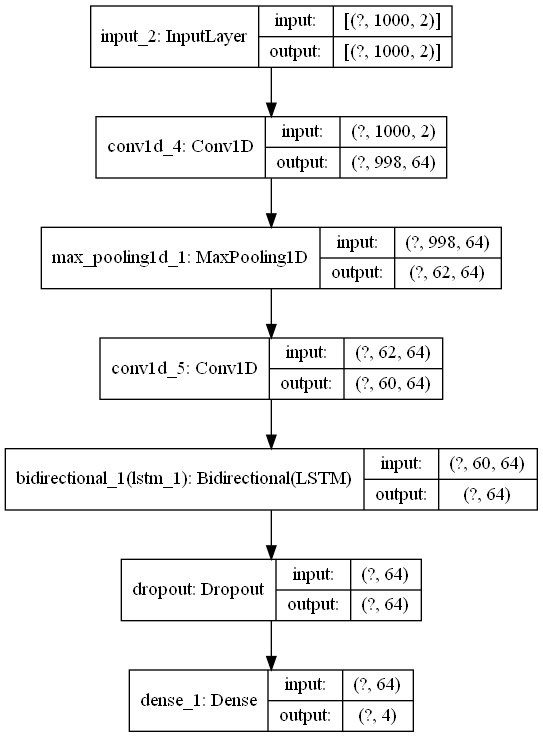 input_2: InputLayer
input: [(?, 1000, 2)]
output: [(?, 1000, 2)]
conv1d_4: Conv1D
input: (?, 1000, 2)
output: (?, 998, 64)
max_pooling1d_1: MaxPooling1D
input: (?, 998, 64)
output: (?, 62, 64)
conv1d_5: Conv1D
input: (?, 62, 64)
output: (?, 60, 64)
bidirectional_1(lstm_1): Bidirectional(LSTM)
input: (?, 60, 64)
output: (?, 64)
dropout: Dropout
input: (?, 64)
output: (?, 64)
dense_1: Dense
input: (?, 64)
output: (?, 4)